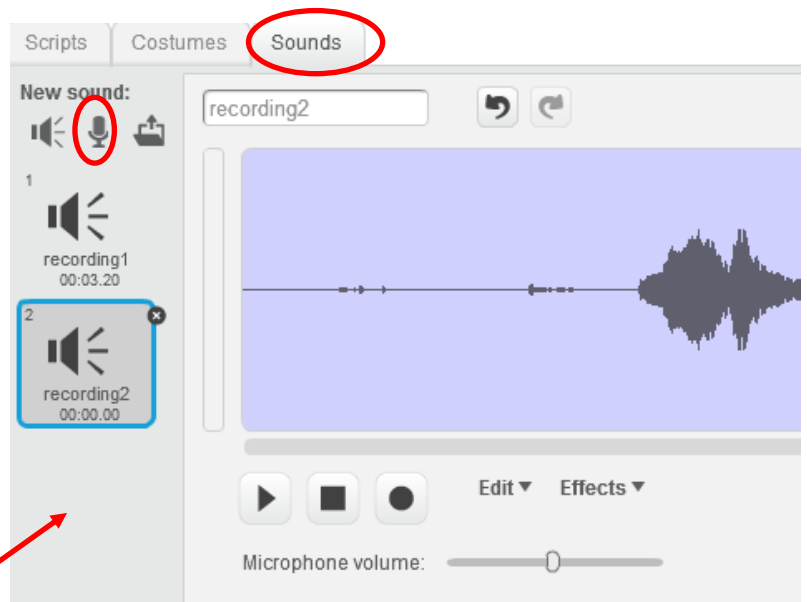 Scripts Costumes Sounds
New sound:
recording2
1
recording1
00:03.20
2
recording2
00:00.00
Edit Effects
Microphone volume: